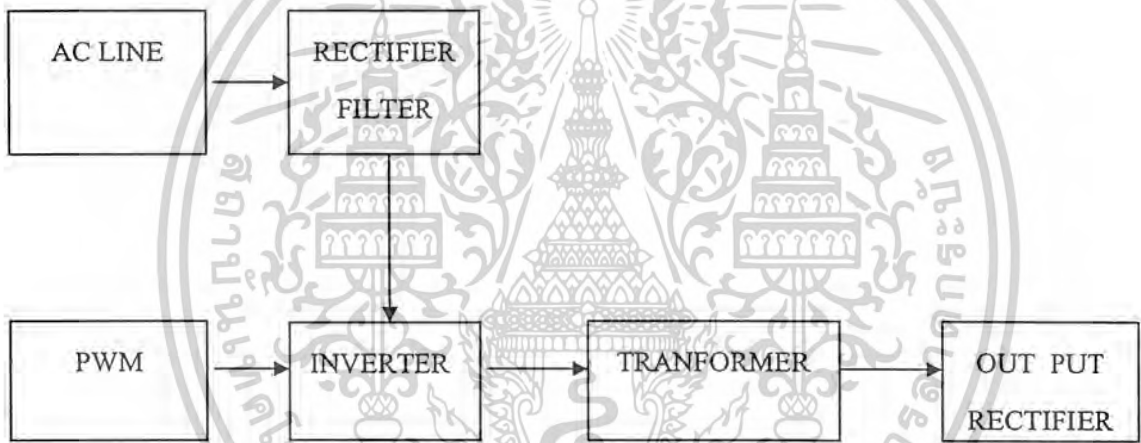 AC LINE
RECTIFIER
FILTER
PWM
INVERTER
TRANFORMER
OUT PUT
RECTIFIER